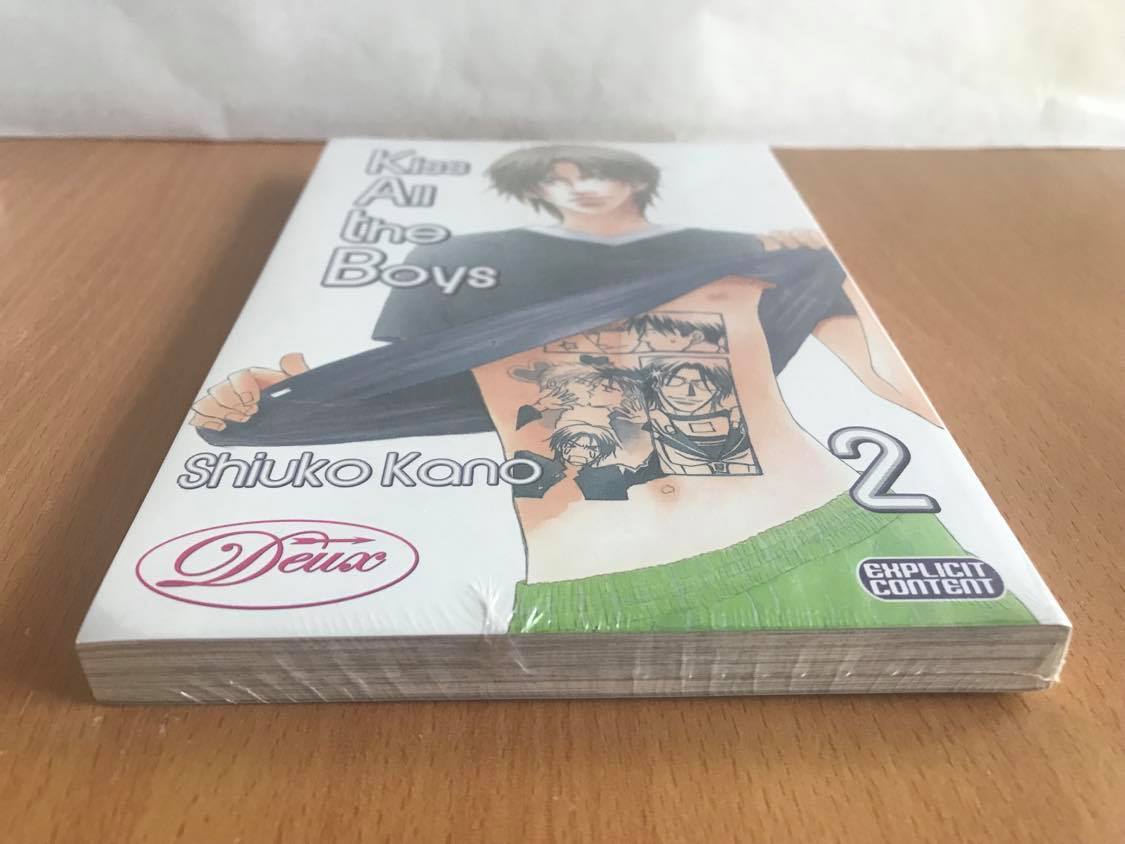 Kiss
All
the
Boys
Shiuko Kano
2
Deux
EXPLICIT
CONTENT